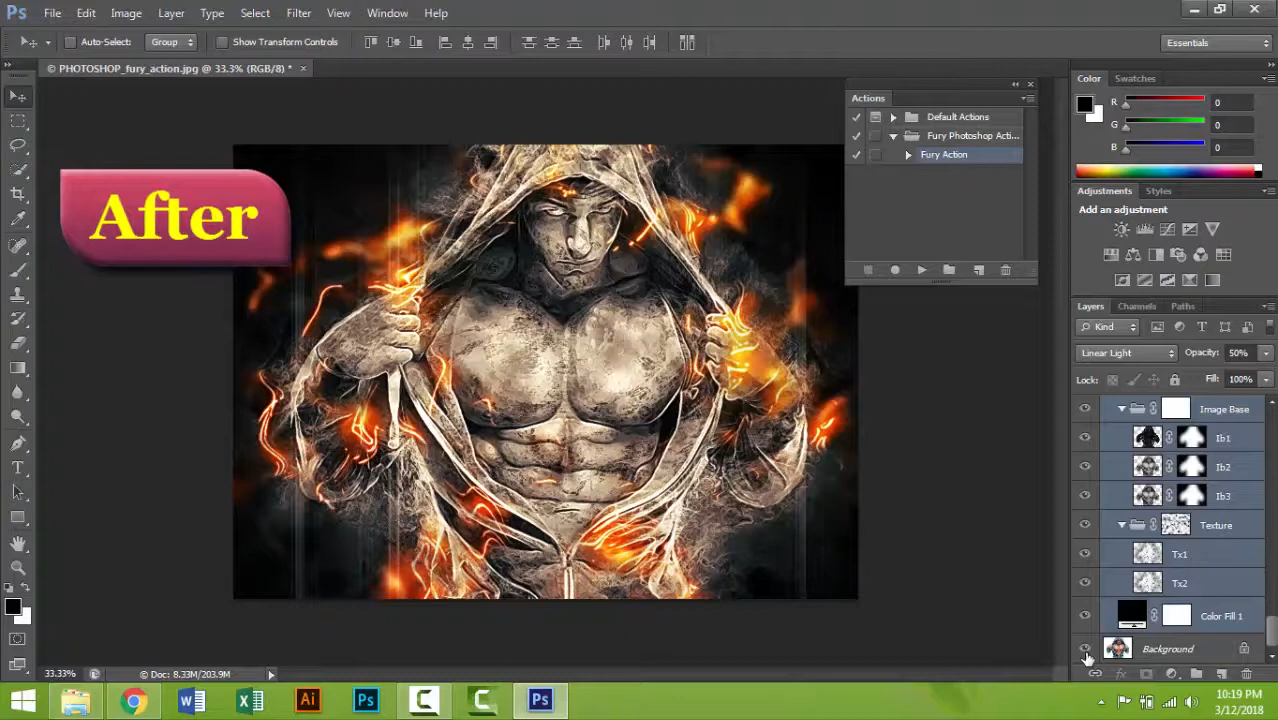 Ps File Edit Image Layer Type Select Filter View Window Help
Auto-Select: Group Show Transform Controls Essentials
© PHOTOSHOP_fury_action.jpg @ 33.3% (RGB/8) * ×
Actions
Default Actions
Fury Photoshop Acti...
Fury Action
After
Color Swatches
R 0
G 0
B 0
Adjustments Styles
Add an adjustment
Layers Channels Paths
Kind
Linear Light Opacity: 50%
Lock: Fill: 100%
Image Base
Ib1
Ib2
Ib3
Texture
Tx1
Tx2
Color Fill 1
Background
33.33% © Doc: 8.33M/203.9M
Ai Ps Ps
10:19 PM
3/12/2018